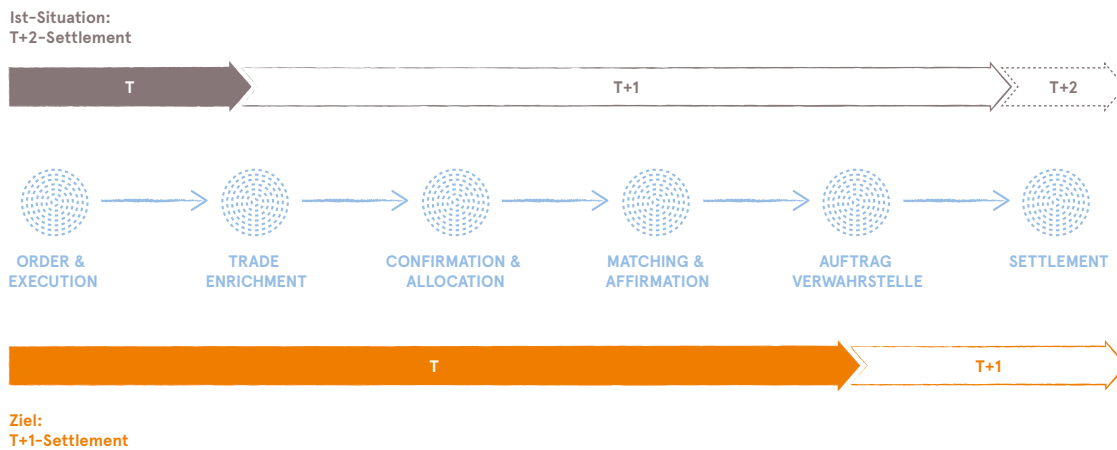 Ist-Situation:
T+2-Settlement
T
T+1
T+2
ORDER &
EXECUTION
TRADE
ENRICHMENT
CONFIRMATION &
ALLOCATION
MATCHING &
AFFIRMATION
AUFTRAG
VERWAHRSTELLE
SETTLEMENT
T
T+1
Ziel:
T+1-Settlement